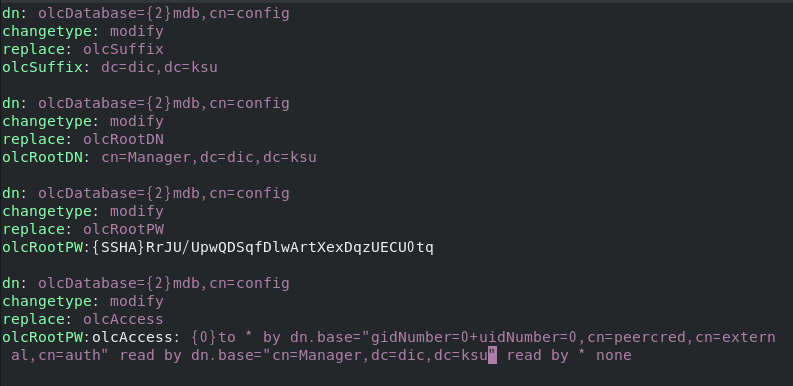 dn: olcDatabase={2}mdb,cn=config
changetype: modify
replace: olcSuffix
olcSuffix: dc=dic,dc=ksu

dn: olcDatabase={2}mdb,cn=config
changetype: modify
replace: olcRootDN
olcRootDN: cn=Manager,dc=dic,dc=ksu

dn: olcDatabase={2}mdb,cn=config
changetype: modify
replace: olcRootPW
olcRootPW:{SSHA}RrJU/UpwQDSqfDlwArtXexDqzUECU0tq

dn: olcDatabase={2}mdb,cn=config
changetype: modify
replace: olcAccess
olcRootPW:olcAccess: {0}to * by dn.base="gidNumber=0+uidNumber=0,cn=peercred,cn=extern
al,cn=auth" read by dn.base="cn=Manager,dc=dic,dc=ksu" read by * none